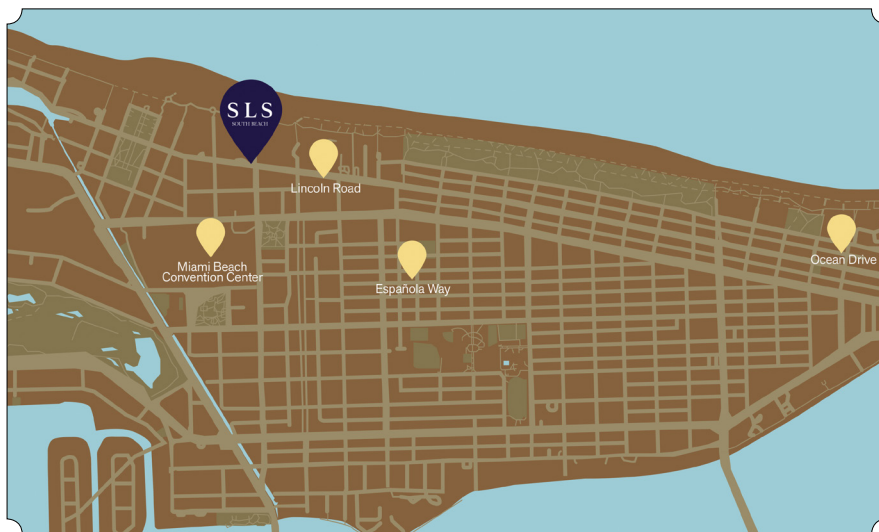 SLS
SOUTH BEACH
Lincoln Road
Miami Beach
Convention Center
Española Way
Ocean Drive